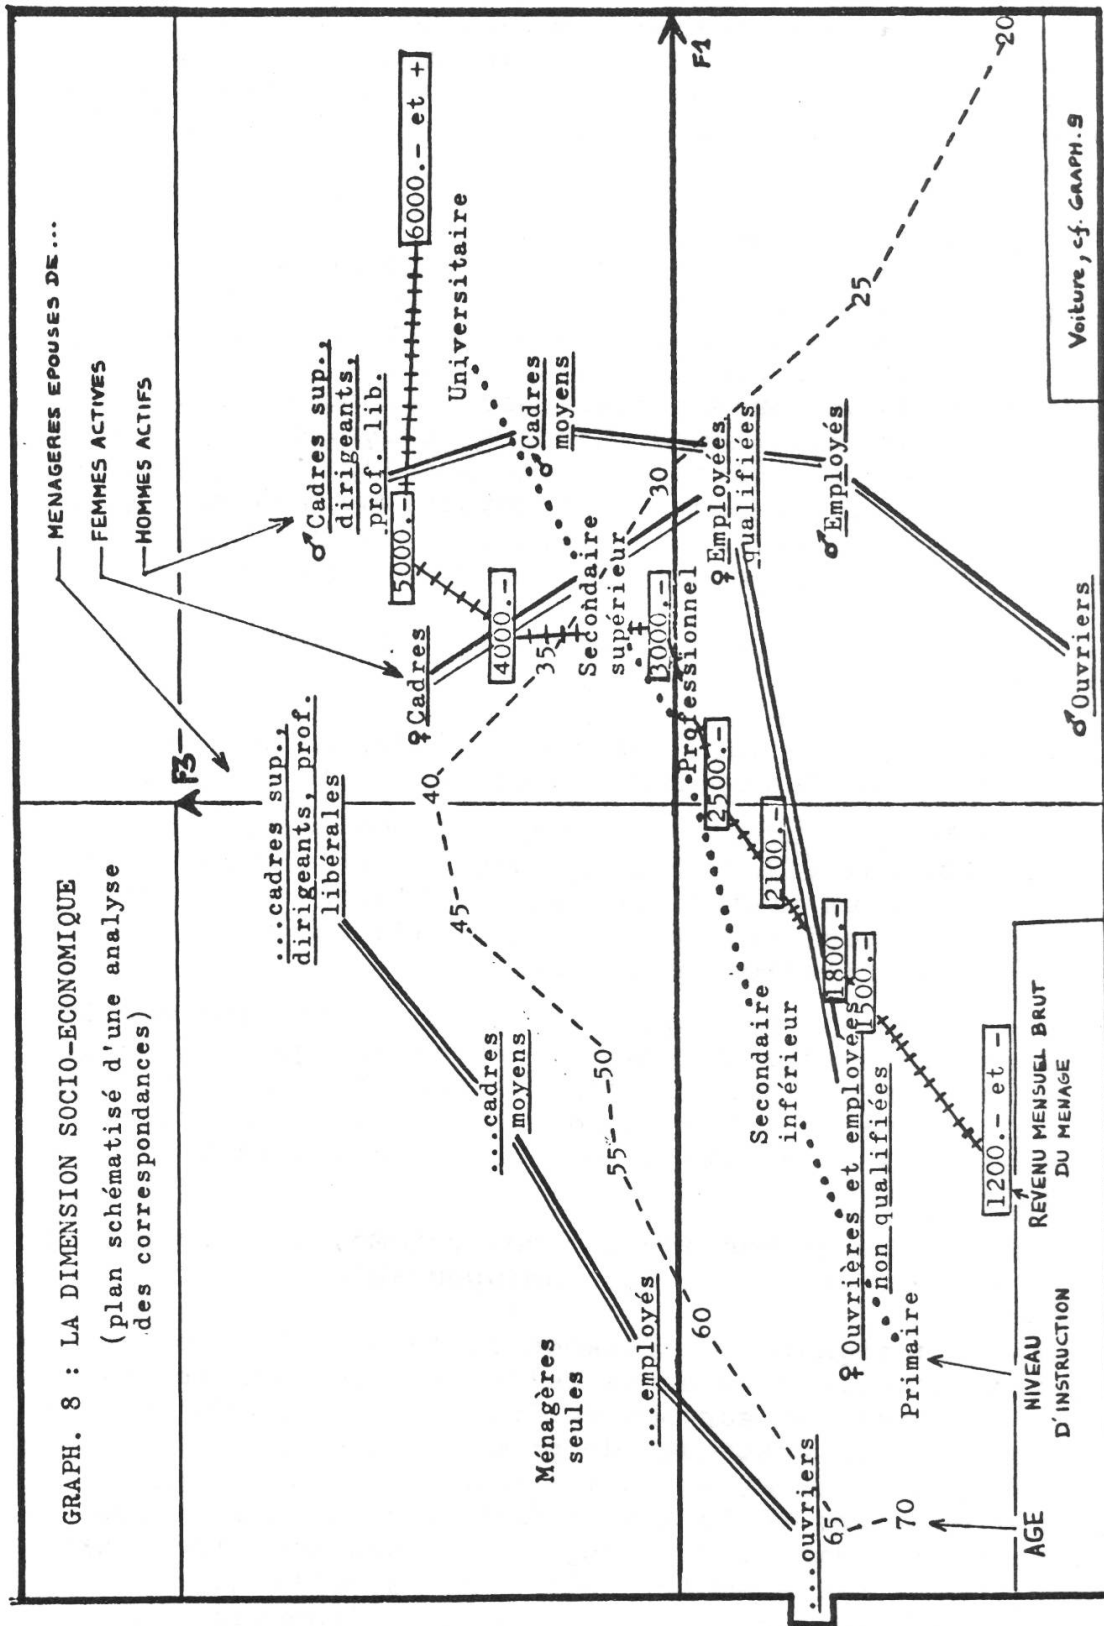 GRAPH. 8 : LA DIMENSION SOCIO-ECONOMIQUE
(plan schématisé d'une analyse
des correspondances)
MENAGERES EPOUSES DE...
FEMMES ACTIVES
HOMMES ACTIFS
F3
...cadres sup.,
dirigeants, prof.
libérales
♂ Cadres sup.,
dirigeants,
prof. lib.
5000.-
6000.- et +
♀ Cadres
Universitaire
40
45
4000.-
35
♂ Cadres
moyens
...cadres
moyens
50
55
Secondaire
supérieur
30
Ménagères
seules
...employés
3000.-
F1
60
Professionnel
2500.-
♀ Employées
qualifiées
2100.-
Secondaire
inférieur
1800.-
1500.-
♂ Employés
25
...ouvriers
65
70
♀ Ouvrières et employées
non qualifiées
Primaire
1200.- et -
20
♂ Ouvriers
AGE
NIVEAU
D'INSTRUCTION
REVENU MENSUEL BRUT
DU MENAGE
Voiture, cf. GRAPH. 9